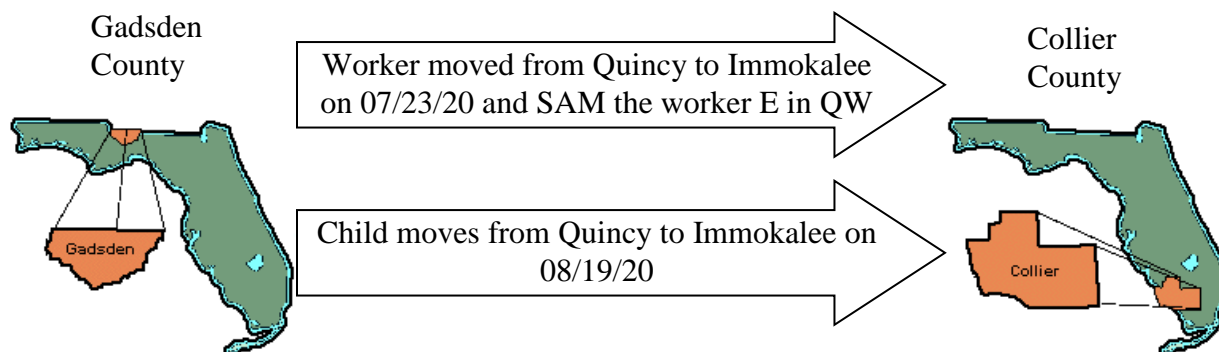 Gadsden
County
Worker moved from Quincy to Immokalee
on 07/23/20 and SAM the worker E in QW
Collier
County
Gadsden
Child moves from Quincy to Immokalee on
08/19/20
Collier